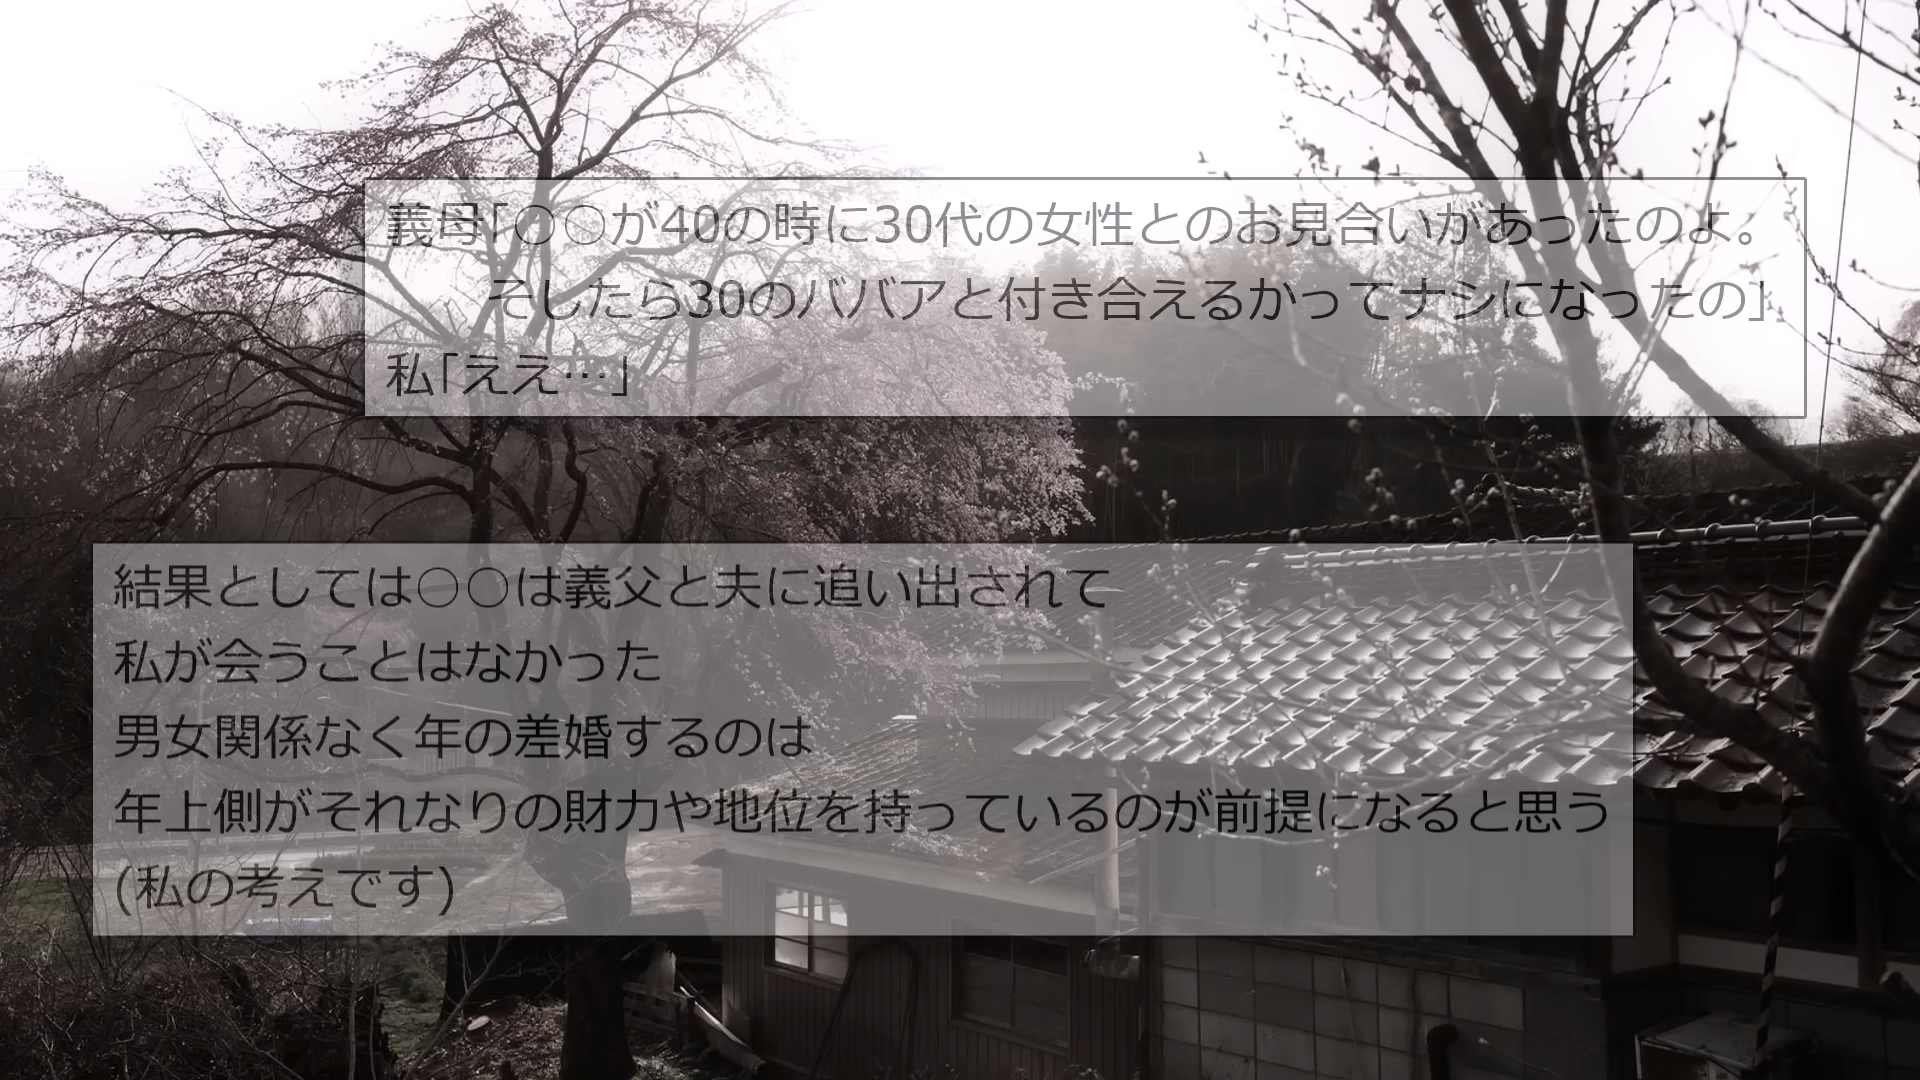 義母「○○が40の時に30代の女性とのお見合いがあったのよ。
そしたら30のババアと付き合えるかってナシになったの」
私「ええ…」
結果としては○○は義父と夫に追い出されて
私が会うことはなかった
男女関係なく年の差婚するのは
年上側がそれなりの財力や地位を持っているのが前提になると思う
(私の考えです)